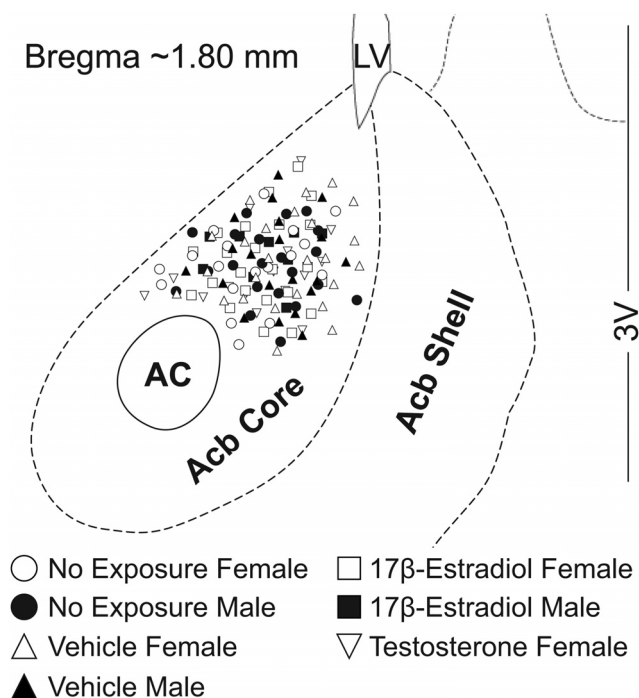 Bregma ~1.80 mm
LV
3V
AC
Acb Core
Acb Shell
No Exposure Female
No Exposure Male
Vehicle Female
Vehicle Male
17β-Estradiol Female
17β-Estradiol Male
Testosterone Female